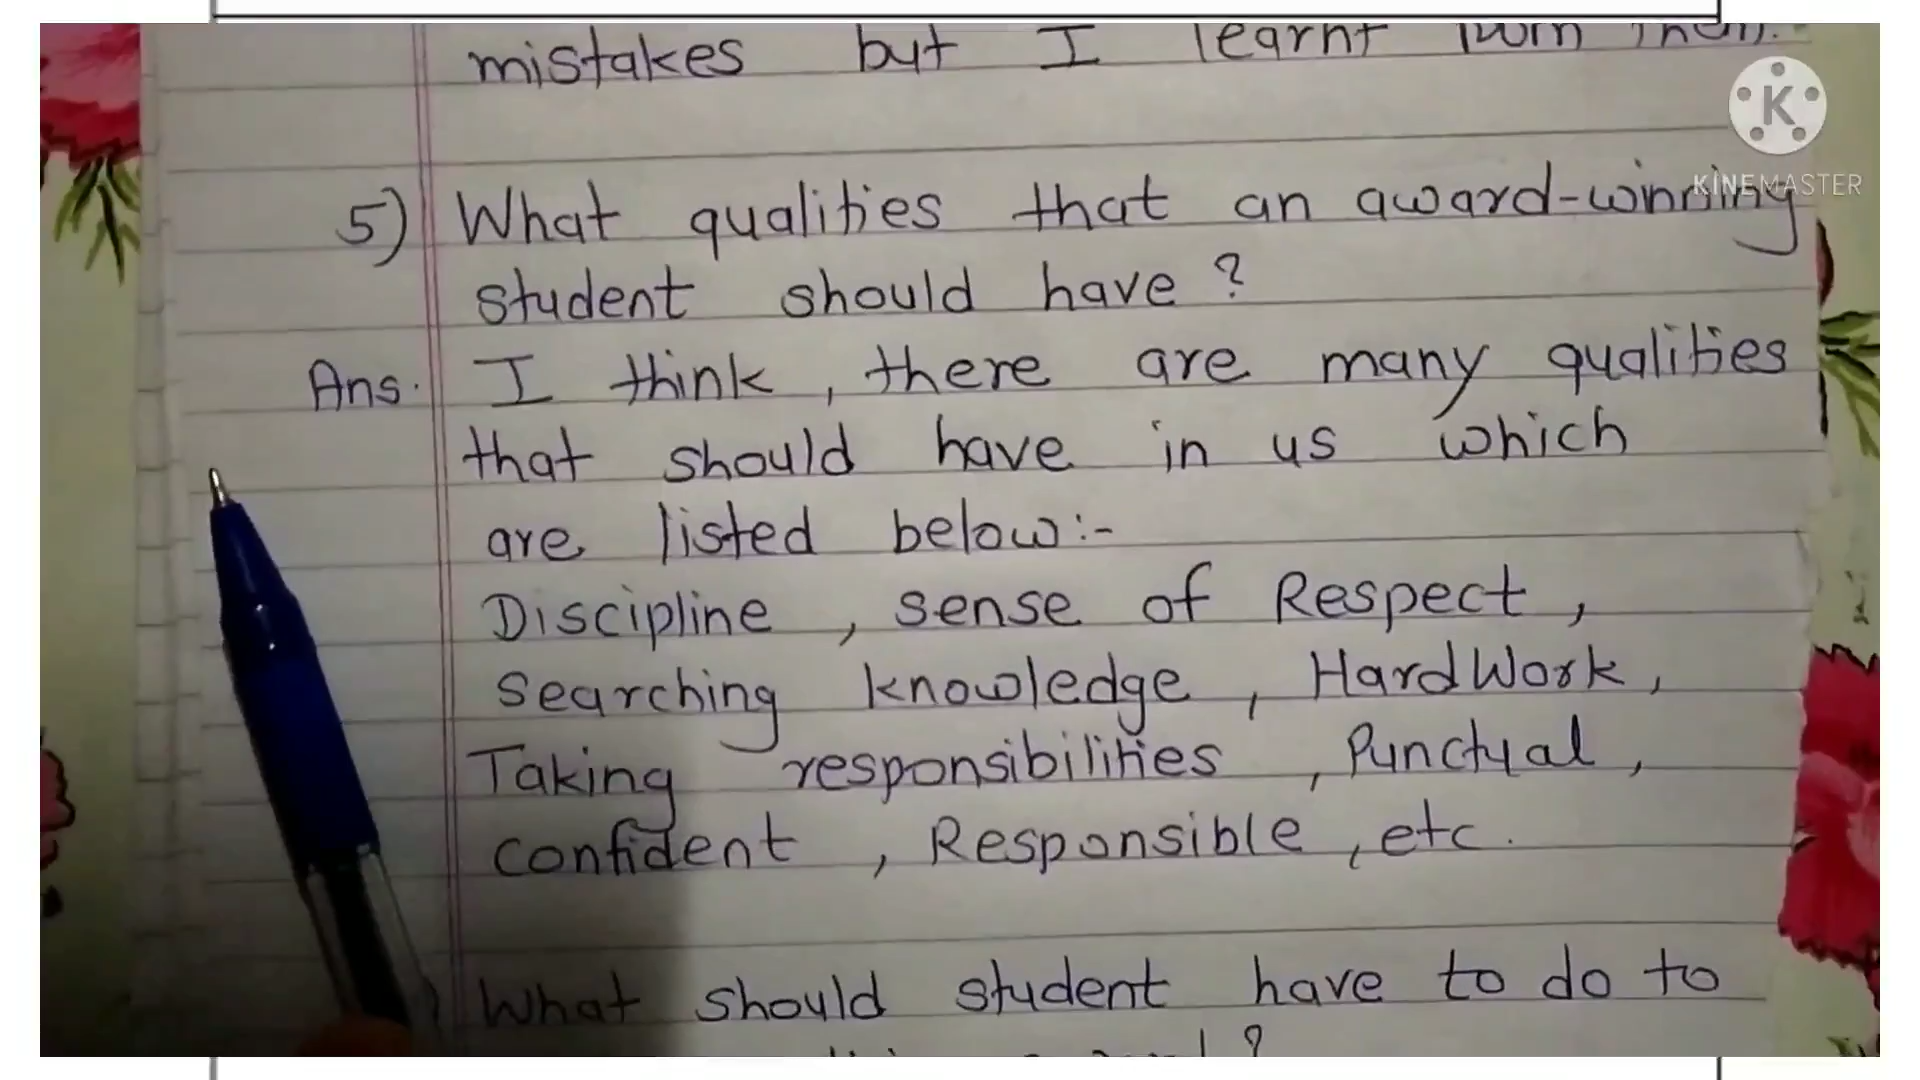 mistakes but I learnt from them.
K
KINEMASTER
5) What qualities that an award-winning
student should have ?
Ans. I think , there are many qualities
that should have in us which
are listed below:-
Discipline , sense of Respect ,
Searching knowledge , HardWork ,
Taking responsibilities , Punctual ,
confident , Responsible , etc.
What should student have to do to
?